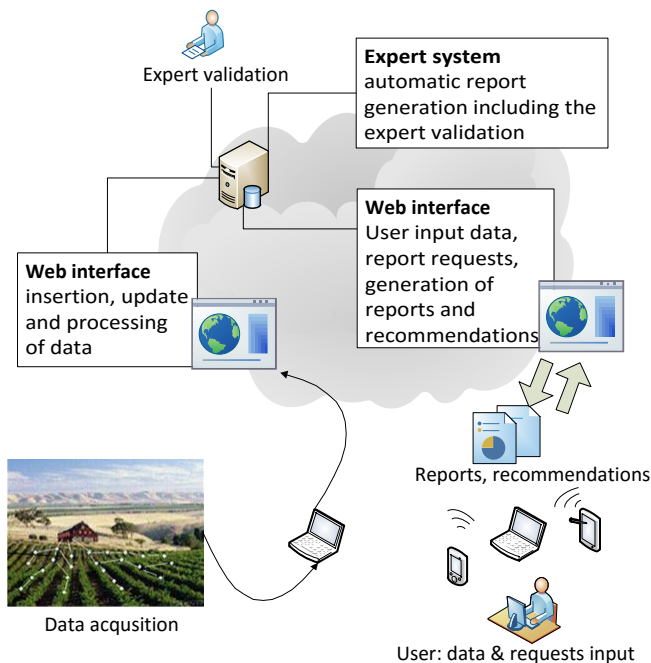 Expert validation
Expert system
automatic report
generation including the
expert validation
Web interface
User input data,
report requests,
generation of
reports and
recommendations
Web interface
insertion, update
and processing
of data
Reports, recommendations
Data acqusition
User: data & requests input